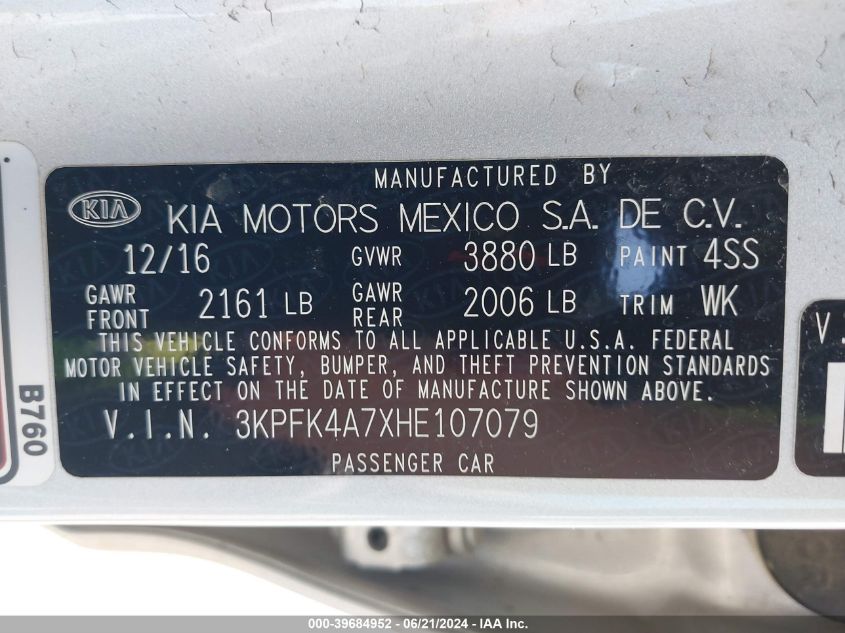 MANUFACTURED BY
KIA KIA MOTORS MEXICO S.A. DE C.V.
12/16 GVWR 3880 LB PAINT 4SS
GAWR FRONT 2161 LB GAWR REAR 2006 LB TRIM WK
THIS VEHICLE CONFORMS TO ALL APPLICABLE U.S.A. FEDERAL
MOTOR VEHICLE SAFETY, BUMPER, AND THEFT PREVENTION STANDARDS
IN EFFECT ON THE DATE OF MANUFACTURE SHOWN ABOVE.
V.I.N. 3KPFK4A7XHE107079
PASSENGER CAR
B760
V.
000-39684952 - 06/21/2024 - IAA Inc.